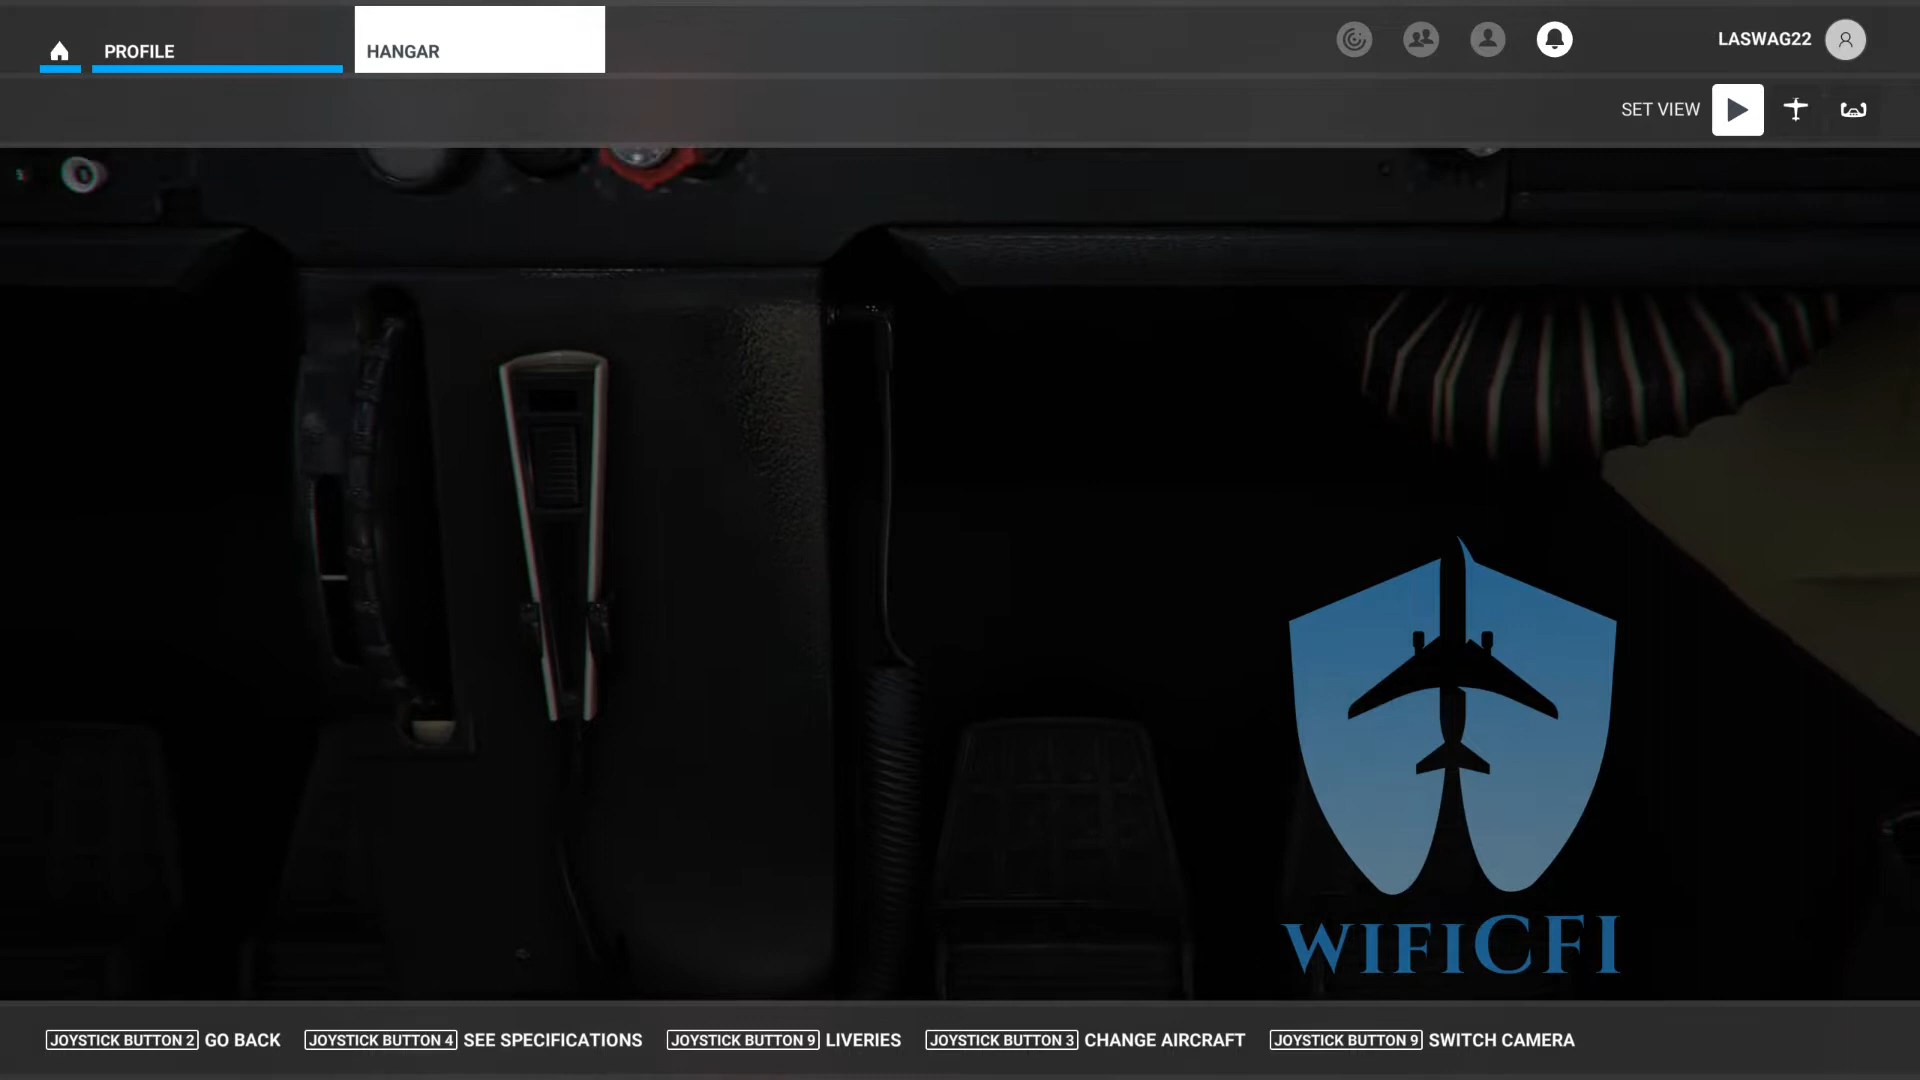 PROFILE
HANGAR
LASWAG22
SET VIEW
WIFICFI
JOYSTICK BUTTON 2 GO BACK JOYSTICK BUTTON 4 SEE SPECIFICATIONS JOYSTICK BUTTON 9 LIVERIES JOYSTICK BUTTON 3 CHANGE AIRCRAFT JOYSTICK BUTTON 9 SWITCH CAMERA